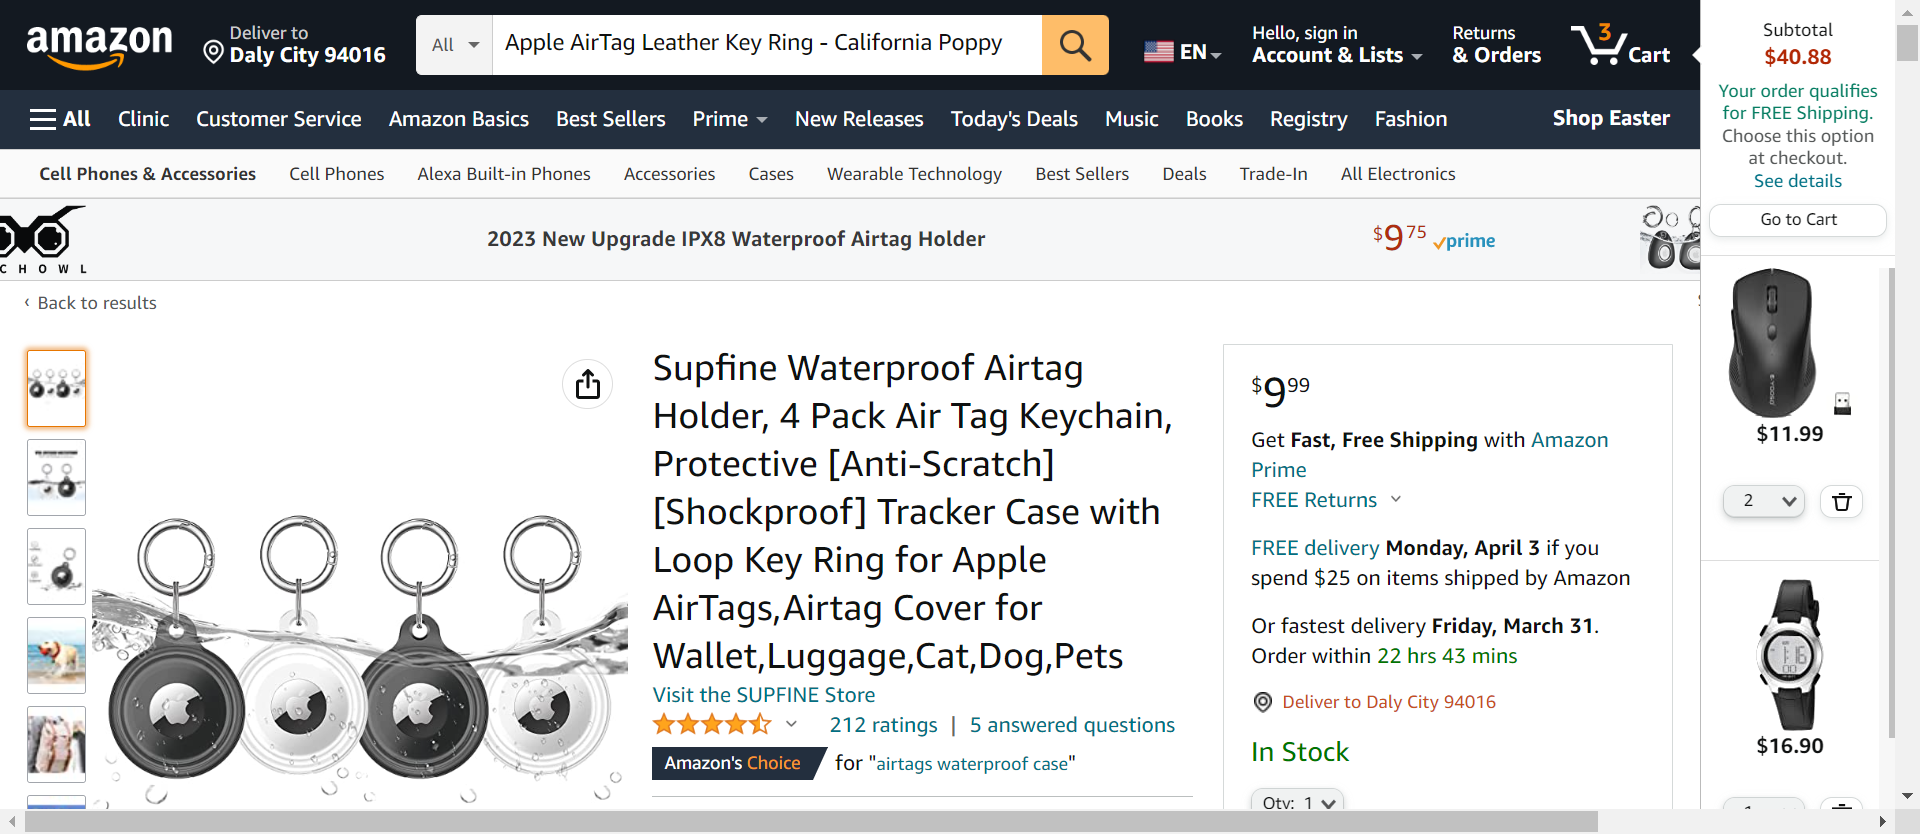 amazon
Deliver to
Daly City 94016
All
Apple AirTag Leather Key Ring - California Poppy
EN
Hello, sign in
Account & Lists
Returns
& Orders
3
Cart
All
Clinic
Customer Service
Amazon Basics
Best Sellers
Prime
New Releases
Today's Deals
Music
Books
Registry
Fashion
Shop Easter
Cell Phones & Accessories
Cell Phones
Alexa Built-in Phones
Accessories
Cases
Wearable Technology
Best Sellers
Deals
Trade-In
All Electronics
CHOWL
2023 New Upgrade IPX8 Waterproof Airtag Holder
$9 75
prime
‹ Back to results
Supfine Waterproof Airtag
Holder, 4 Pack Air Tag Keychain,
Protective [Anti-Scratch]
[Shockproof] Tracker Case with
Loop Key Ring for Apple
AirTags,Airtag Cover for
Wallet,Luggage,Cat,Dog,Pets
Visit the SUPFINE Store
212 ratings | 5 answered questions
Amazon's Choice
for "airtags waterproof case"
$9 99
Get Fast, Free Shipping with Amazon
Prime
FREE Returns
FREE delivery Monday, April 3 if you
spend $25 on items shipped by Amazon
Or fastest delivery Friday, March 31.
Order within 22 hrs 43 mins
Deliver to Daly City 94016
In Stock
Qty: 1
Subtotal
$40.88
Your order qualifies
for FREE Shipping.
Choose this option
at checkout.
See details
Go to Cart
$11.99
2
$16.90